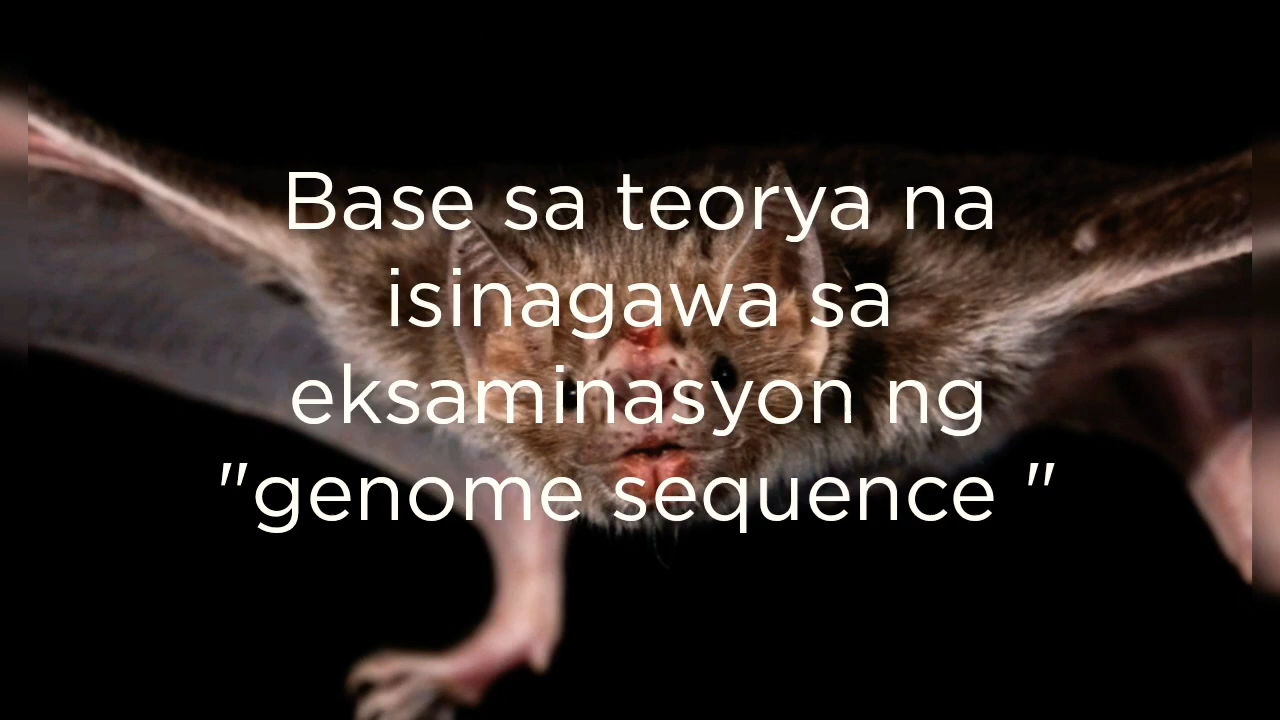 Base sa teorya na
isinagawa sa
eksaminasyon ng
"genome sequence "